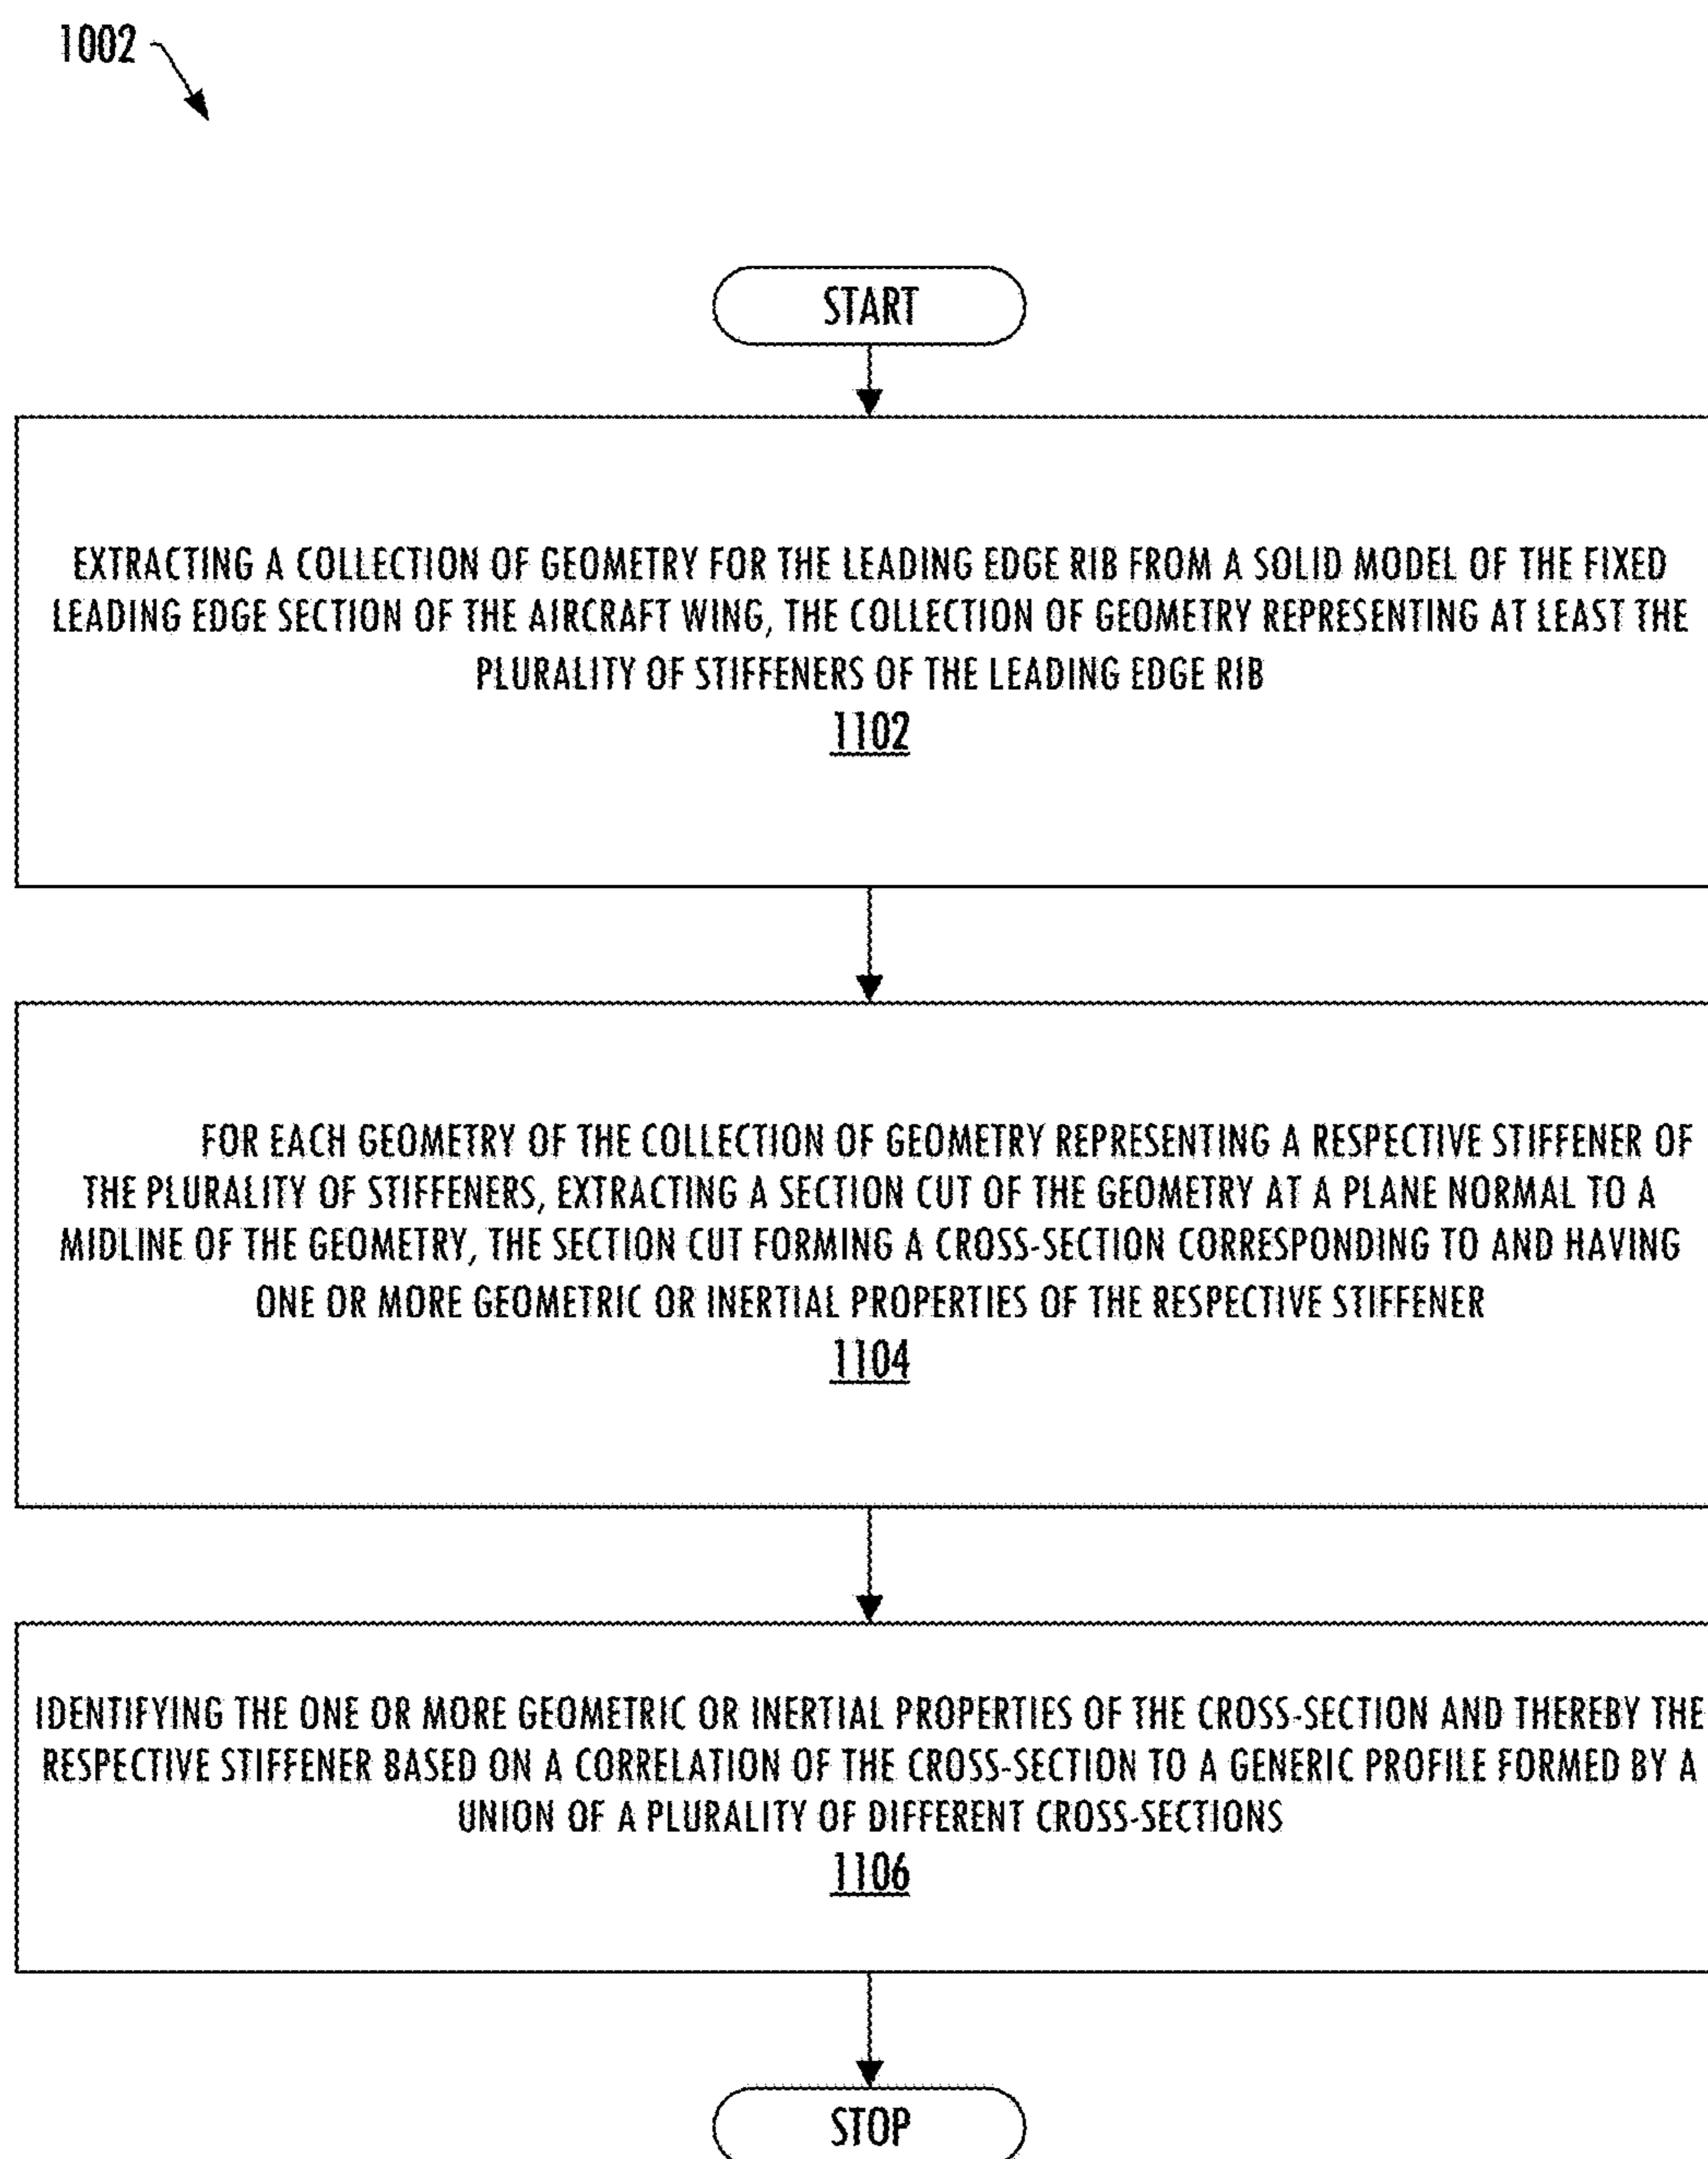 1002
START
EXTRACTING A COLLECTION OF GEOMETRY FOR THE LEADING EDGE RIB FROM A SOLID MODEL OF THE FIXED
LEADING EDGE SECTION OF THE AIRCRAFT WING, THE COLLECTION OF GEOMETRY REPRESENTING AT LEAST THE
PLURALITY OF STIFFENERS OF THE LEADING EDGE RIB
1102
FOR EACH GEOMETRY OF THE COLLECTION OF GEOMETRY REPRESENTING A RESPECTIVE STIFFENER OF
THE PLURALITY OF STIFFENERS, EXTRACTING A SECTION CUT OF THE GEOMETRY AT A PLANE NORMAL TO A
MIDLINE OF THE GEOMETRY, THE SECTION CUT FORMING A CROSS-SECTION CORRESPONDING TO AND HAVING
ONE OR MORE GEOMETRIC OR INERTIAL PROPERTIES OF THE RESPECTIVE STIFFENER
1104
IDENTIFYING THE ONE OR MORE GEOMETRIC OR INERTIAL PROPERTIES OF THE CROSS-SECTION AND THEREBY THE
RESPECTIVE STIFFENER BASED ON A CORRELATION OF THE CROSS-SECTION TO A GENERIC PROFILE FORMED BY A
UNION OF A PLURALITY OF DIFFERENT CROSS-SECTIONS
1106
STOP